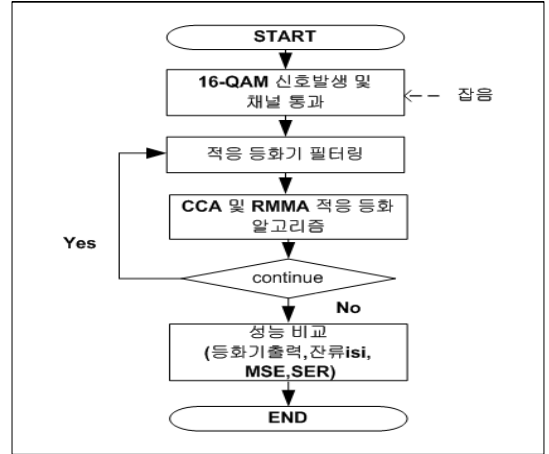 START
16-QAM 신호발생 및
채널 통과
잡음
적응 등화기 필터링
CCA 및 RMMA 적응 등화
알고리즘
Yes
continue
No
성능 비교
(등화기출력,잔류isi,
MSE,SER)
END